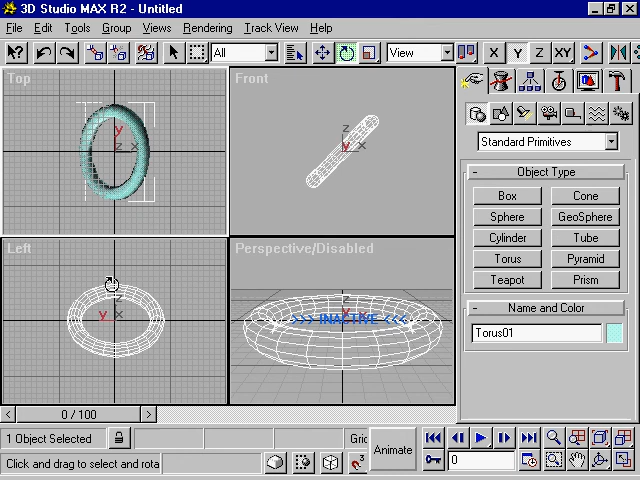 3D Studio MAX R2 - Untitled
File Edit Tools Group Views Rendering Track View Help
All View X Y Z XY
Top Front
y z x z y x
Standard Primitives
- Object Type
Box Cone
Sphere GeoSphere
Cylinder Tube
Torus Pyramid
Teapot Prism
Left Perspective/Disabled
z y x z y x
>>> INACTIVE <<<
- Name and Color
Torus01
< 0 / 100 >
1 Object Selected Gric Animate
0
Click and drag to select and rota 3